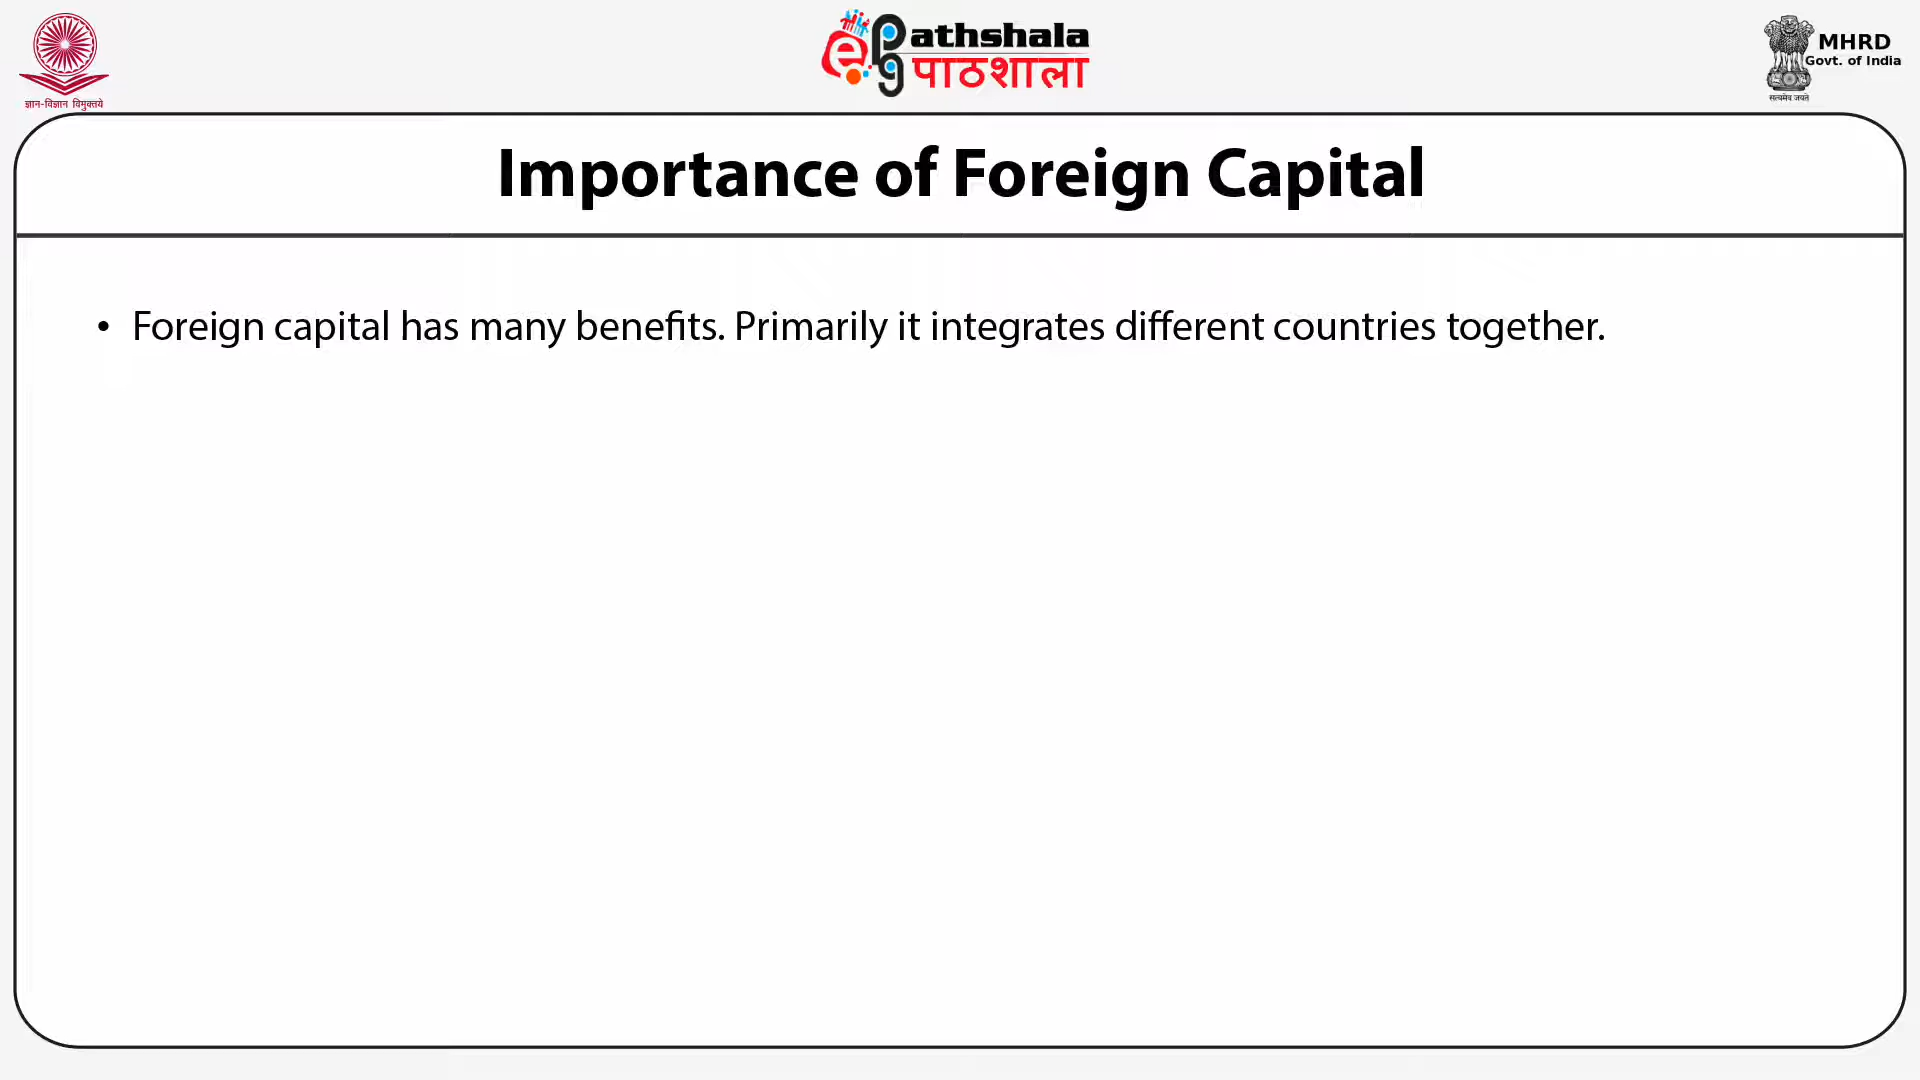 ज्ञान-विज्ञान विमुक्तये
e PG athshala
पाठशाला
MHRD
Govt. of India
सत्यमेव जयते
Importance of Foreign Capital
• Foreign capital has many benefits. Primarily it integrates different countries together.